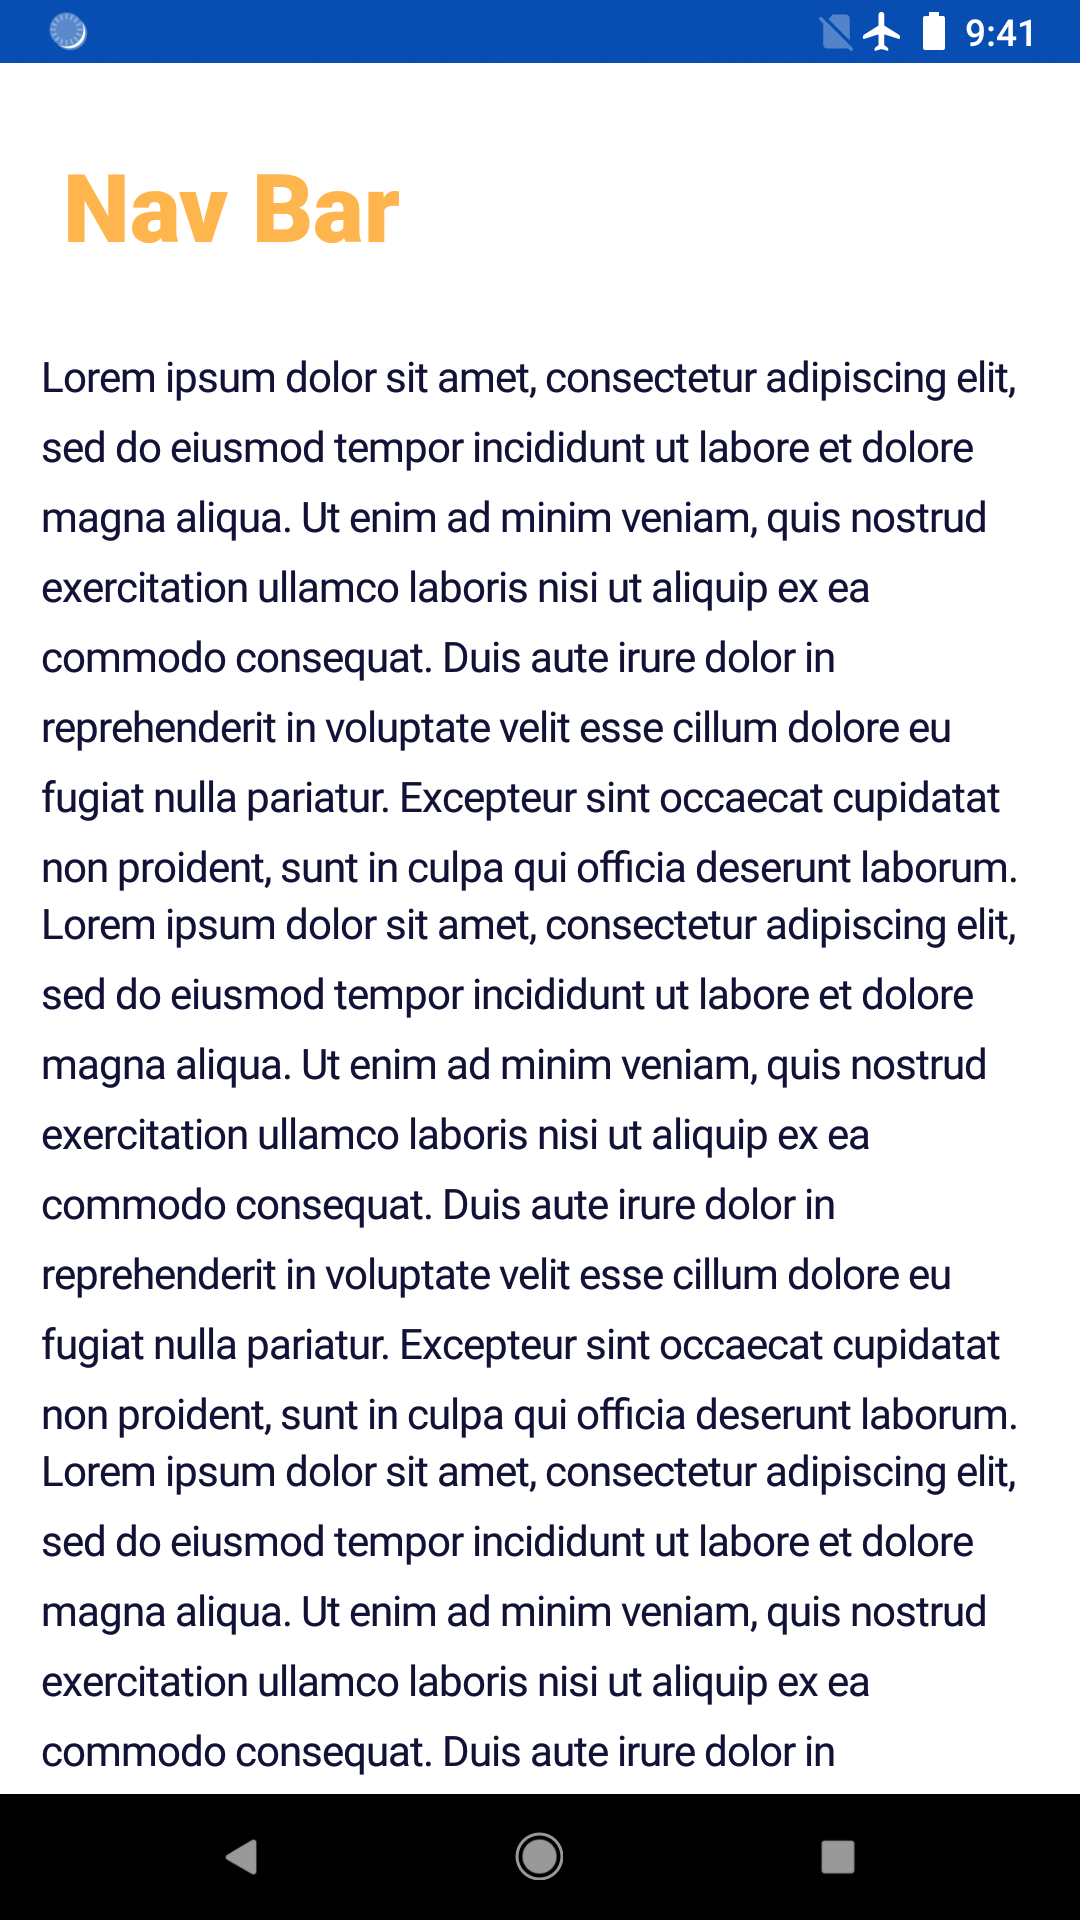 9:41
Nav Bar
Lorem ipsum dolor sit amet, consectetur adipiscing elit,
sed do eiusmod tempor incididunt ut labore et dolore
magna aliqua. Ut enim ad minim veniam, quis nostrud
exercitation ullamco laboris nisi ut aliquip ex ea
commodo consequat. Duis aute irure dolor in
reprehenderit in voluptate velit esse cillum dolore eu
fugiat nulla pariatur. Excepteur sint occaecat cupidatat
non proident, sunt in culpa qui officia deserunt laborum.
Lorem ipsum dolor sit amet, consectetur adipiscing elit,
sed do eiusmod tempor incididunt ut labore et dolore
magna aliqua. Ut enim ad minim veniam, quis nostrud
exercitation ullamco laboris nisi ut aliquip ex ea
commodo consequat. Duis aute irure dolor in
reprehenderit in voluptate velit esse cillum dolore eu
fugiat nulla pariatur. Excepteur sint occaecat cupidatat
non proident, sunt in culpa qui officia deserunt laborum.
Lorem ipsum dolor sit amet, consectetur adipiscing elit,
sed do eiusmod tempor incididunt ut labore et dolore
magna aliqua. Ut enim ad minim veniam, quis nostrud
exercitation ullamco laboris nisi ut aliquip ex ea
commodo consequat. Duis aute irure dolor in